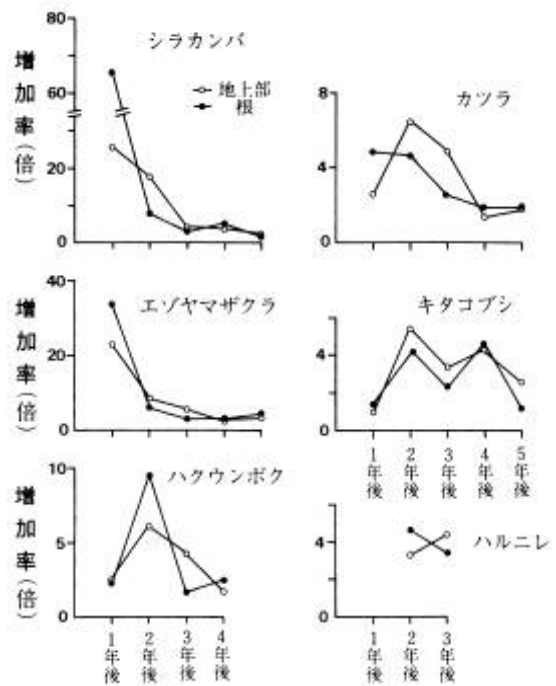 シラカンバ
増加率(倍)
80
60
20
0
地上部
根
カツラ
8
4
0
エゾヤマザクラ
増加率(倍)
40
20
0
キタコブシ
4
0
1年後
2年後
3年後
4年後
5年後
ハクウンボク
増加率(倍)
10
5
0
1年後
2年後
3年後
4年後
ハルニレ
4
0
1年後
2年後
3年後